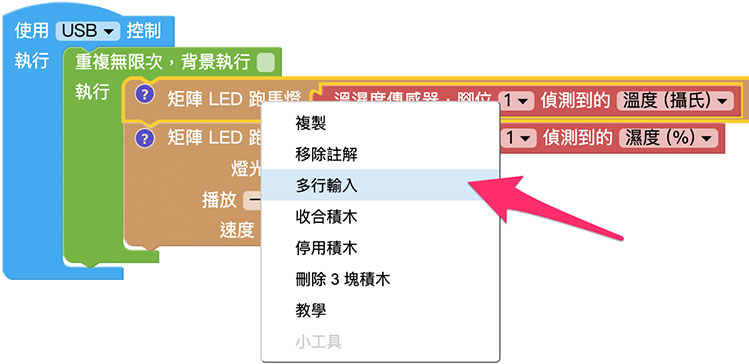 使用 USB 控制
執行 重複無限次，背景執行
執行 ? 矩陣 LED 跑馬燈 溫濕度傳感器，腳位 1 偵測到的 溫度 (攝氏)
? 矩陣 LED 跑 1 偵測到的 濕度 (%)
燈光
播放 一
速度
複製
移除註解
多行輸入
收合積木
停用積木
刪除 3 塊積木
教學
小工具